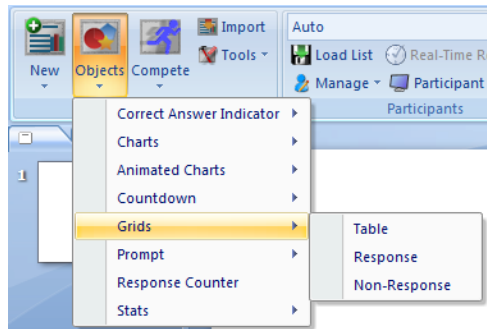 New
Objects
Compete
Import
Tools
Auto
Load List
Real-Time R
Manage
Participant
Participants
1
Correct Answer Indicator
Charts
Animated Charts
Countdown
Grids
Prompt
Response Counter
Stats
Table
Response
Non-Response